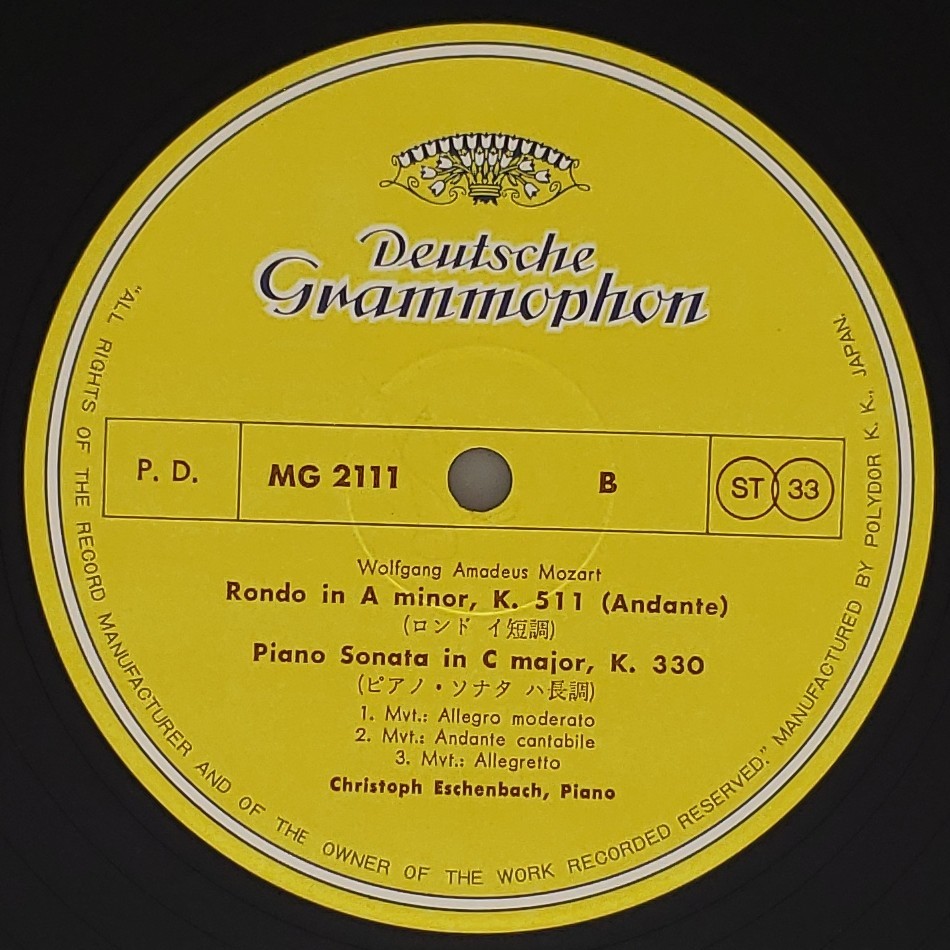 Deutsche
Grammophon
P. D.
MG 2111
B
ST 33
Wolfgang Amadeus Mozart
Rondo in A minor, K. 511 (Andante)
(ロンド イ短調)
Piano Sonata in C major, K. 330
(ピアノ・ソナタ ハ長調)
1. Mvt.: Allegro moderato
2. Mvt.: Andante cantabile
3. Mvt.: Allegretto
Christoph Eschenbach, Piano
"ALL RIGHTS OF THE RECORD MANUFACTURER AND OF THE OWNER OF THE WORK RECORDED RESERVED." MANUFACTURED BY POLYDOR K. K., JAPAN.